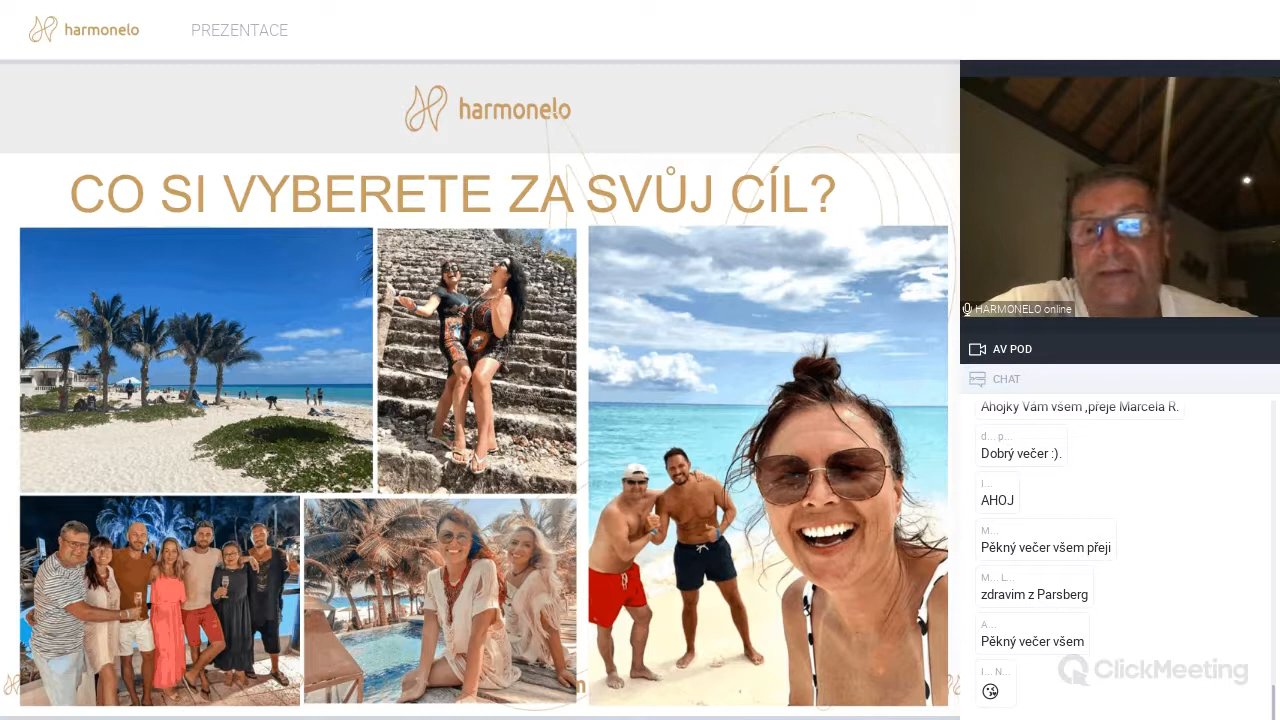 harmonelo
PREZENTACE
harmonelo
CO SI VYBERETE ZA SVŮJ CÍL?
HARMONELO online
AV POD
CHAT
Ahojky Vám všem ,přeje Marcela R.
d... p...
Dobrý večer :).
I...
AHOJ
M...
Pěkný večer všem přeji
M... L...
zdravim z Parsberg
A...
Pěkný večer všem
I... N...
ClickMeeting